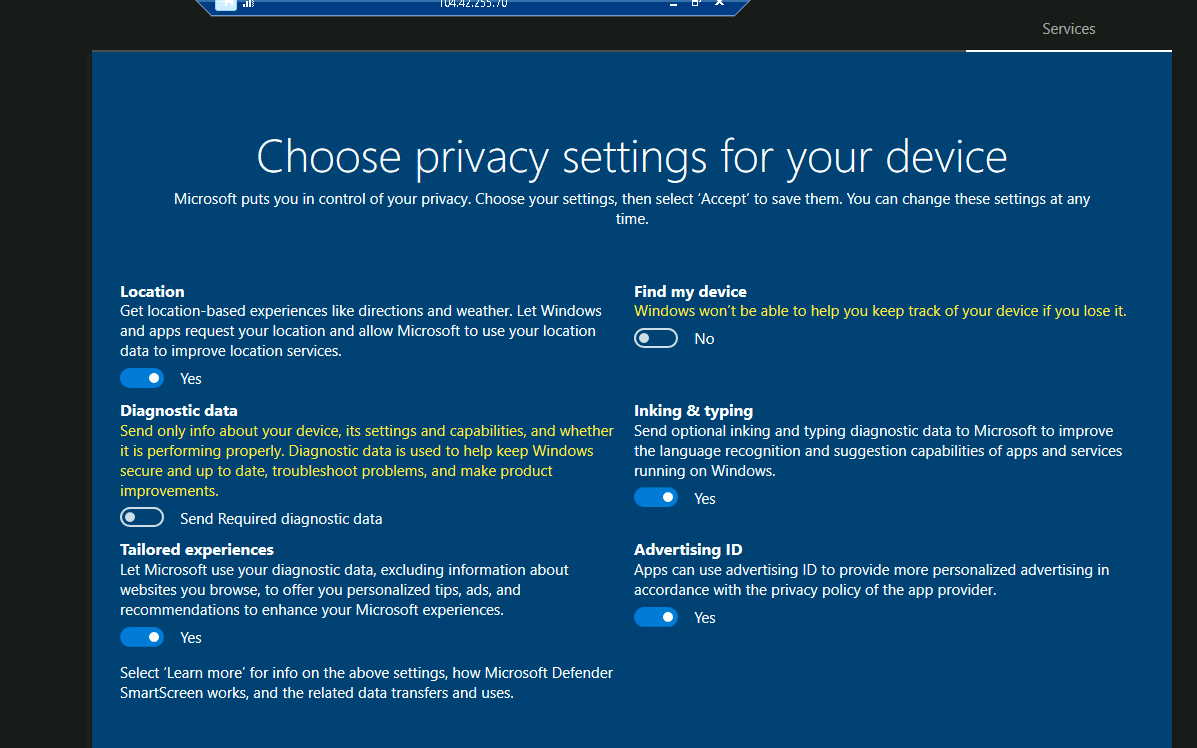 104.42.255.70
Services
Choose privacy settings for your device
Microsoft puts you in control of your privacy. Choose your settings, then select ‘Accept’ to save them. You can change these settings at any
time.
Location
Get location-based experiences like directions and weather. Let Windows
and apps request your location and allow Microsoft to use your location
data to improve location services.
Yes
Find my device
Windows won’t be able to help you keep track of your device if you lose it.
No
Diagnostic data
Send only info about your device, its settings and capabilities, and whether
it is performing properly. Diagnostic data is used to help keep Windows
secure and up to date, troubleshoot problems, and make product
improvements.
Send Required diagnostic data
Inking & typing
Send optional inking and typing diagnostic data to Microsoft to improve
the language recognition and suggestion capabilities of apps and services
running on Windows.
Yes
Tailored experiences
Let Microsoft use your diagnostic data, excluding information about
websites you browse, to offer you personalized tips, ads, and
recommendations to enhance your Microsoft experiences.
Yes
Advertising ID
Apps can use advertising ID to provide more personalized advertising in
accordance with the privacy policy of the app provider.
Yes
Select ‘Learn more’ for info on the above settings, how Microsoft Defender
SmartScreen works, and the related data transfers and uses.